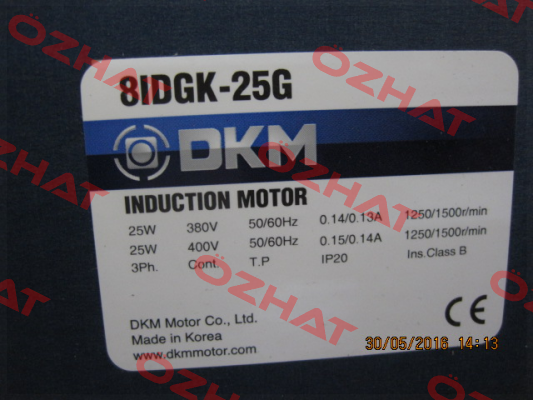 8IDGK-25G
DKM
INDUCTION MOTOR
25W 380V 50/60Hz 0.14/0.13A 1250/1500r/min
25W 400V 50/60Hz 0.15/0.14A 1250/1500r/min
3Ph. Cont. T.P IP20 Ins.Class B
DKM Motor Co., Ltd.
Made in Korea
www.dkmmotor.com
CE
30/05/2016 14:13
ÖZHAT
ÖZHAT
ÖZHAT
ÖZHAT
ÖZHAT
ÖZHAT
ÖZHAT